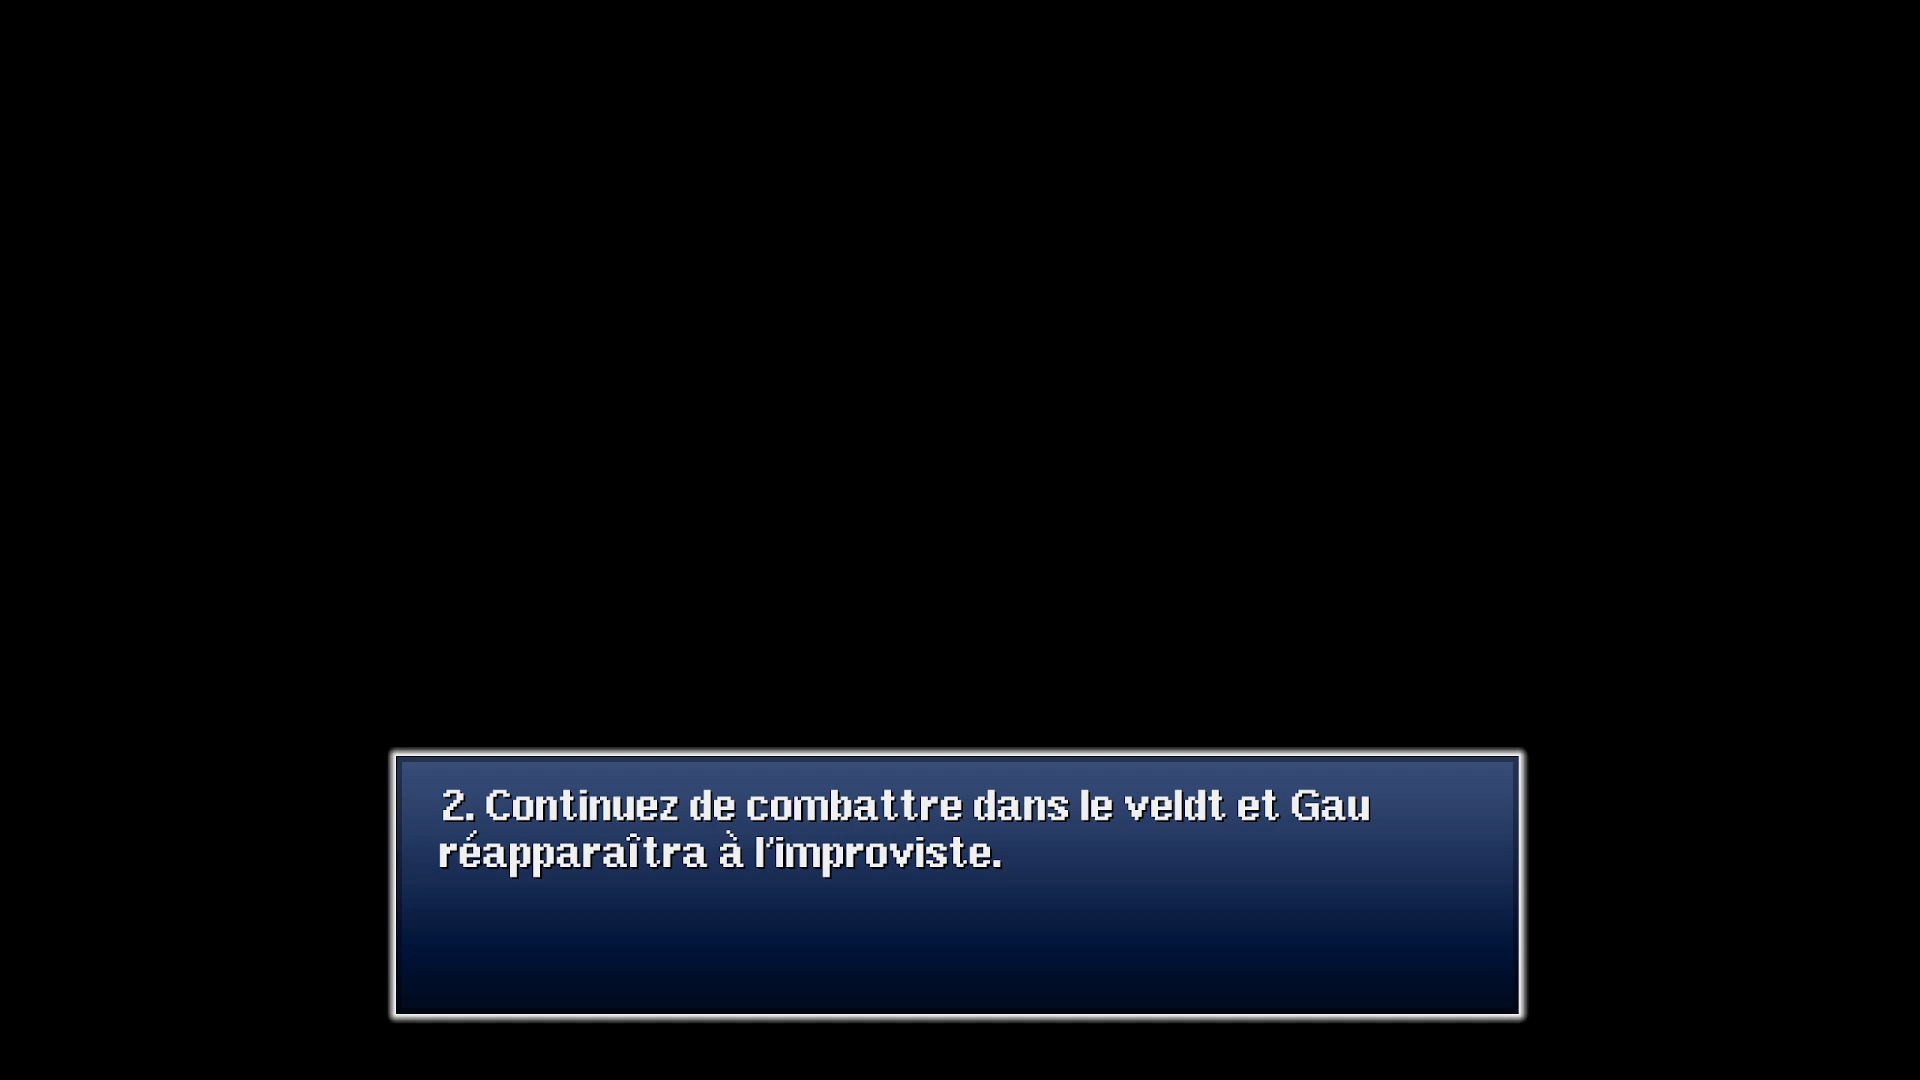 2. Continuez de combattre dans le veldt et Gau
réapparaîtra à l'improviste.